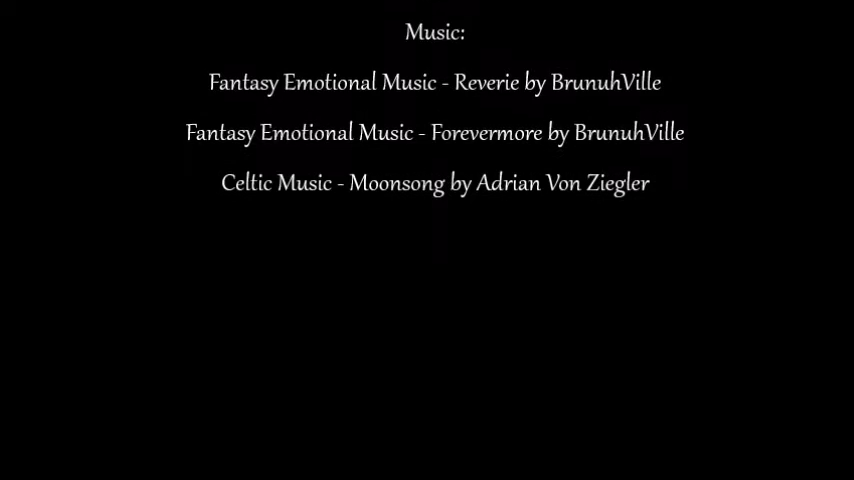 Music:
Fantasy Emotional Music - Reverie by BrunuhVille
Fantasy Emotional Music - Forevermore by BrunuhVille
Celtic Music - Moonsong by Adrian Von Ziegler